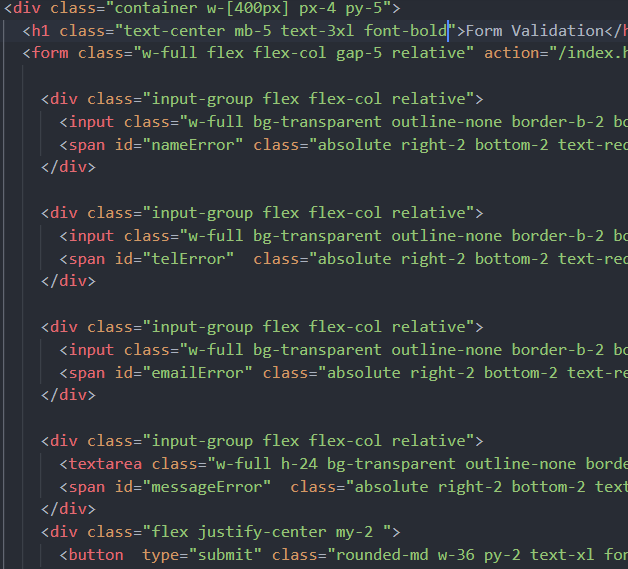 <div class="container w-[400px] px-4 py-5">
<h1 class="text-center mb-5 text-3xl font-bold">Form Validation</
<form class="w-full flex flex-col gap-5 relative" action="/index.h
<div class="input-group flex flex-col relative">
<input class="w-full bg-transparent outline-none border-b-2 bo
<span id="nameError" class="absolute right-2 bottom-2 text-red
</div>
<div class="input-group flex flex-col relative">
<input class="w-full bg-transparent outline-none border-b-2 bo
<span id="telError"  class="absolute right-2 bottom-2 text-red
</div>
<div class="input-group flex flex-col relative">
<input class="w-full bg-transparent outline-none border-b-2 bo
<span id="emailError" class="absolute right-2 bottom-2 text-re
</div>
<div class="input-group flex flex-col relative">
<textarea class="w-full h-24 bg-transparent outline-none borde
<span id="messageError"  class="absolute right-2 bottom-2 text
</div>
<div class="flex justify-center my-2 ">
<button  type="submit" class="rounded-md w-36 py-2 text-xl fon